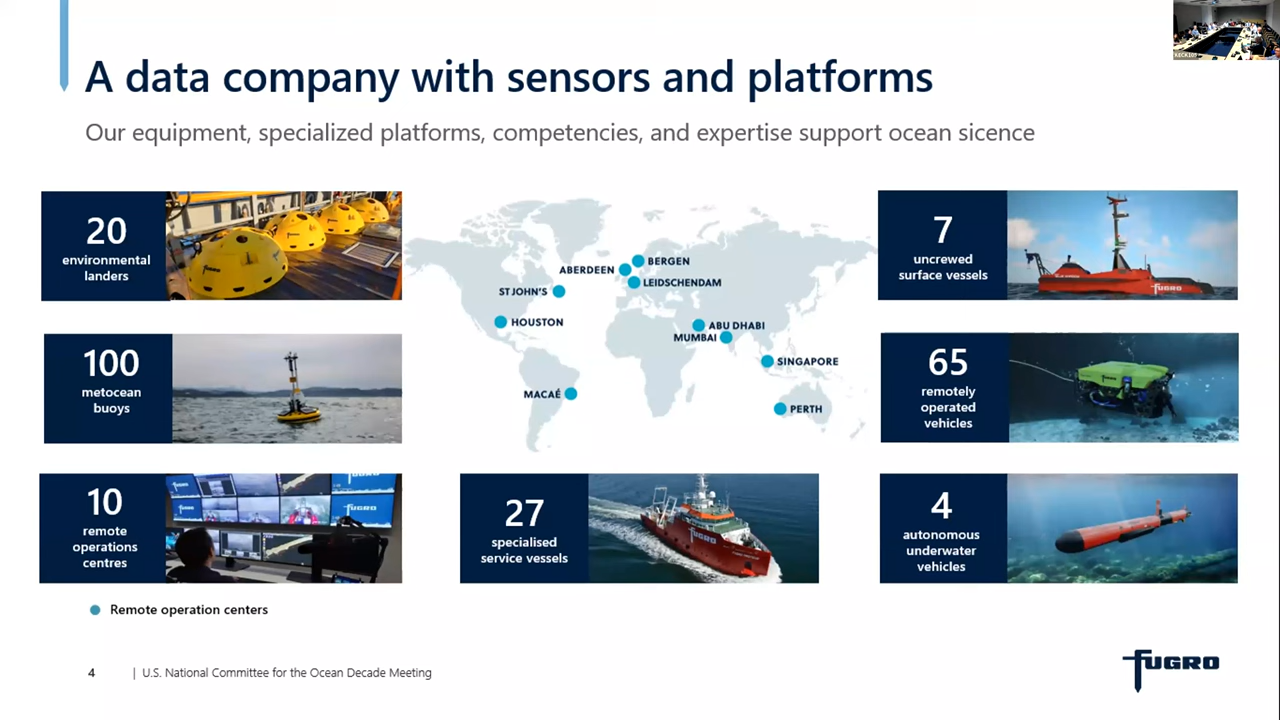 A data company with sensors and platforms
Our equipment, specialized platforms, competencies, and expertise support ocean sicence
20
environmental
landers
100
metocean
buoys
10
remote
operations
centres
BERGEN
ABERDEEN
LEIDSCHENDAM
ST JOHN'S
HOUSTON
ABU DHABI
MUMBAI
SINGAPORE
MACAÉ
PERTH
27
specialised
service vessels
FUGRO
7
uncrewed
surface vessels
FUGRO
65
remotely
operated
vehicles
4
autonomous
underwater
vehicles
Remote operation centers
4
| U.S. National Committee for the Ocean Decade Meeting
FUGRO